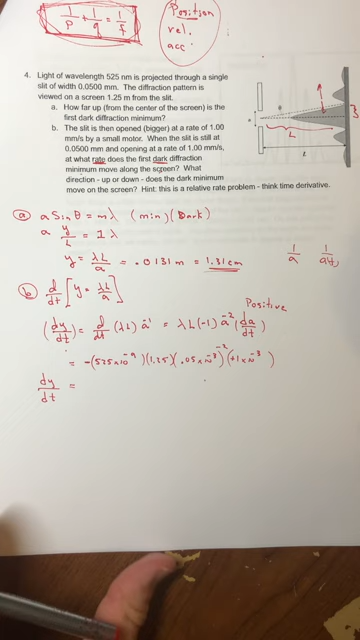 1/p + 1/q = 1/f
Position
vel.
acc
4. Light of wavelength 525 nm is projected through a single
slit of width 0.0500 mm. The diffraction pattern is
viewed on a screen 1.25 m from the slit.
a. How far up (from the center of the screen) is the
first dark diffraction minimum?
b. The slit is then opened (bigger) at a rate of 1.00
mm/s by a small motor. When the slit is still at
0.0500 mm and opening at a rate of 1.00 mm/s,
at what rate does the first dark diffraction
minimum move along the screen? What
direction - up or down - does the dark minimum
move on the screen? Hint: this is a relative rate problem - think time derivative.
L
(a) a Sin θ = mλ (min) (Dark)
a y/L = 1 λ
y = λL/a = .0131 m = 1.31 cm
1/a 1/a(t)
(b) d/dt [y = λL/a]
Positive
(dy/dt) = d/dt (λL) a⁻¹ = λL(-1) a⁻² (da/dt)
= -(525x10⁻⁹)(1.25)(.05x10⁻³)⁻²(+1x10⁻³)
dy/dt =